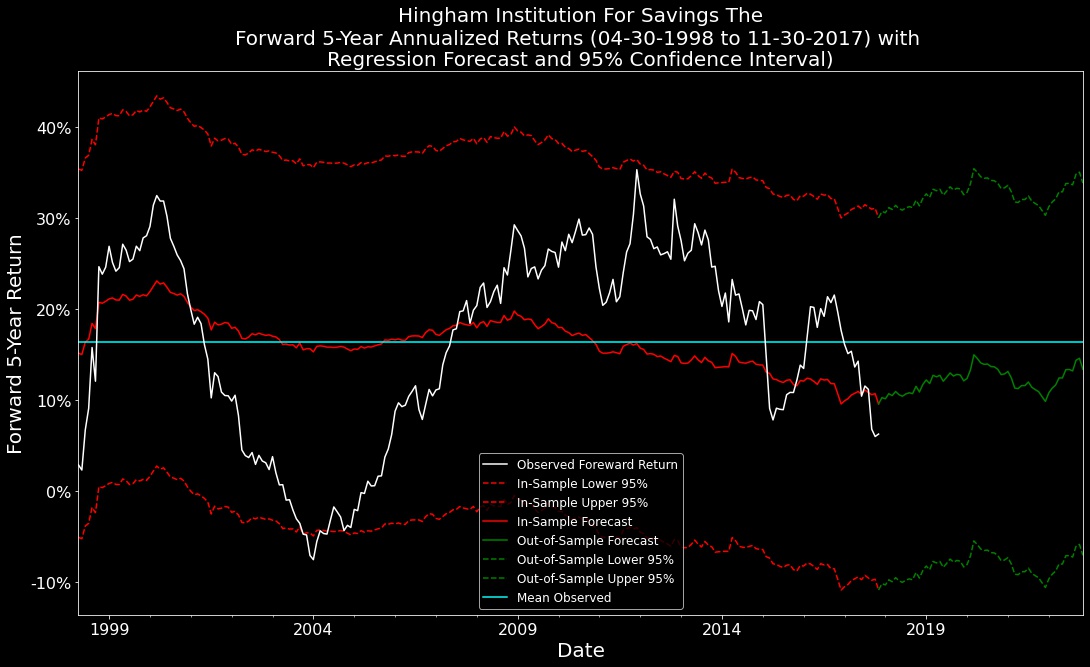 Hingham Institution For Savings The
Forward 5-Year Annualized Returns (04-30-1998 to 11-30-2017) with
Regression Forecast and 95% Confidence Interval)
Forward 5-Year Return
40%
30%
20%
10%
0%
-10%
Observed Foreward Return
In-Sample Lower 95%
In-Sample Upper 95%
In-Sample Forecast
Out-of-Sample Forecast
Out-of-Sample Lower 95%
Out-of-Sample Upper 95%
Mean Observed
1999 2004 2009 2014 2019
Date